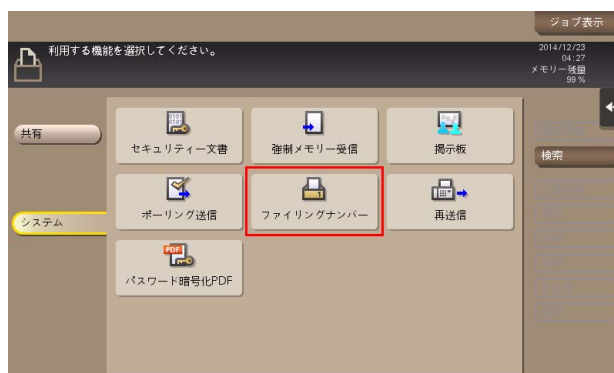 ジョブ表示
利用する機能を選択してください。
2014/12/23
04:27
メモリー残量
99%
共有
システム
セキュリティー文書
強制メモリー受信
掲示板
ポーリング送信
ファイリングナンバー
再送信
パスワード暗号化PDF
検索